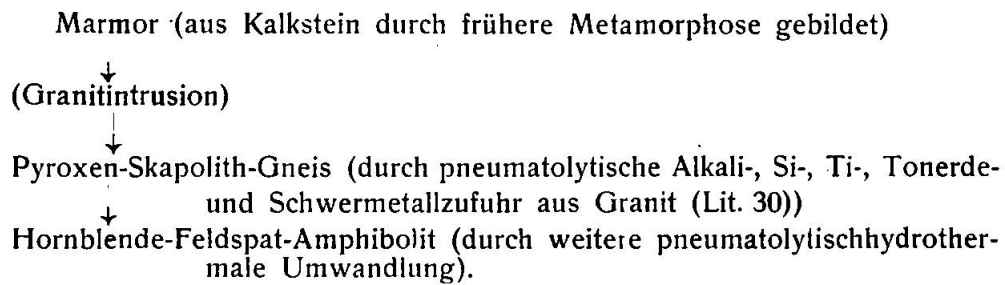 Marmor (aus Kalkstein durch frühere Metamorphose gebildet)
(Granitintrusion)
Pyroxen-Skapolith-Gneis (durch pneumatolytische Alkali-, Si-, Ti-, Tonerde-
und Schwermetallzufuhr aus Granit (Lit. 30))
Hornblende-Feldspat-Amphibolit (durch weitere pneumatolytischhydrother-
male Umwandlung).